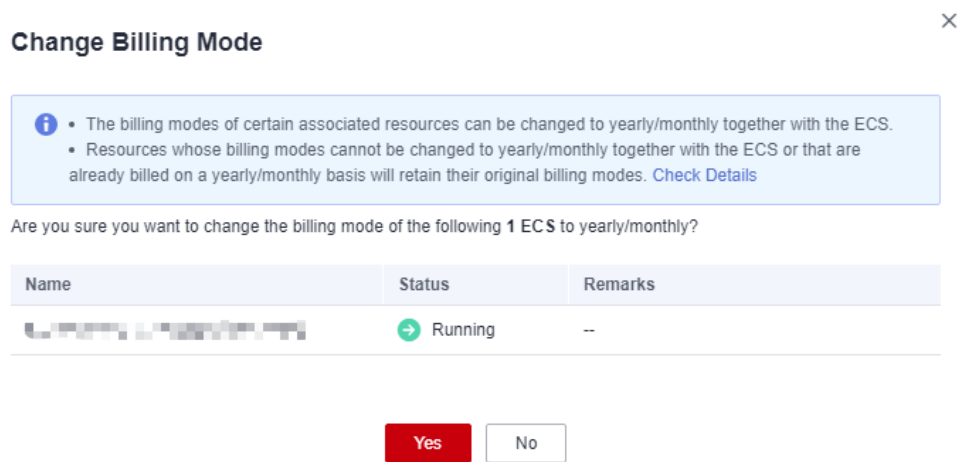 Change Billing Mode
• The billing modes of certain associated resources can be changed to yearly/monthly together with the ECS.
• Resources whose billing modes cannot be changed to yearly/monthly together with the ECS or that are
already billed on a yearly/monthly basis will retain their original billing modes. Check Details
Are you sure you want to change the billing mode of the following 1 ECS to yearly/monthly?
Name Status Remarks
Running --
Yes No